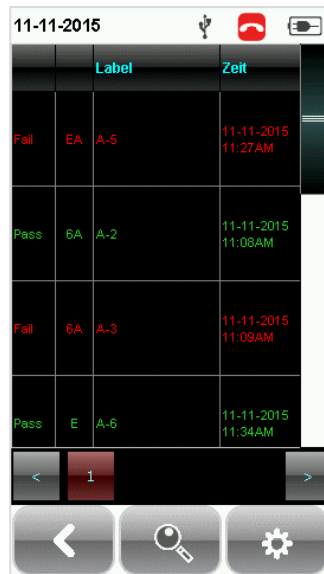 11-11-2015
Label Zeit
Fail EA A-5 11-11-2015
11:27AM
Pass 6A A-2 11-11-2015
11:08AM
Fail 6A A-3 11-11-2015
11:09AM
Pass E A-6 11-11-2015
11:34AM
< 1 >